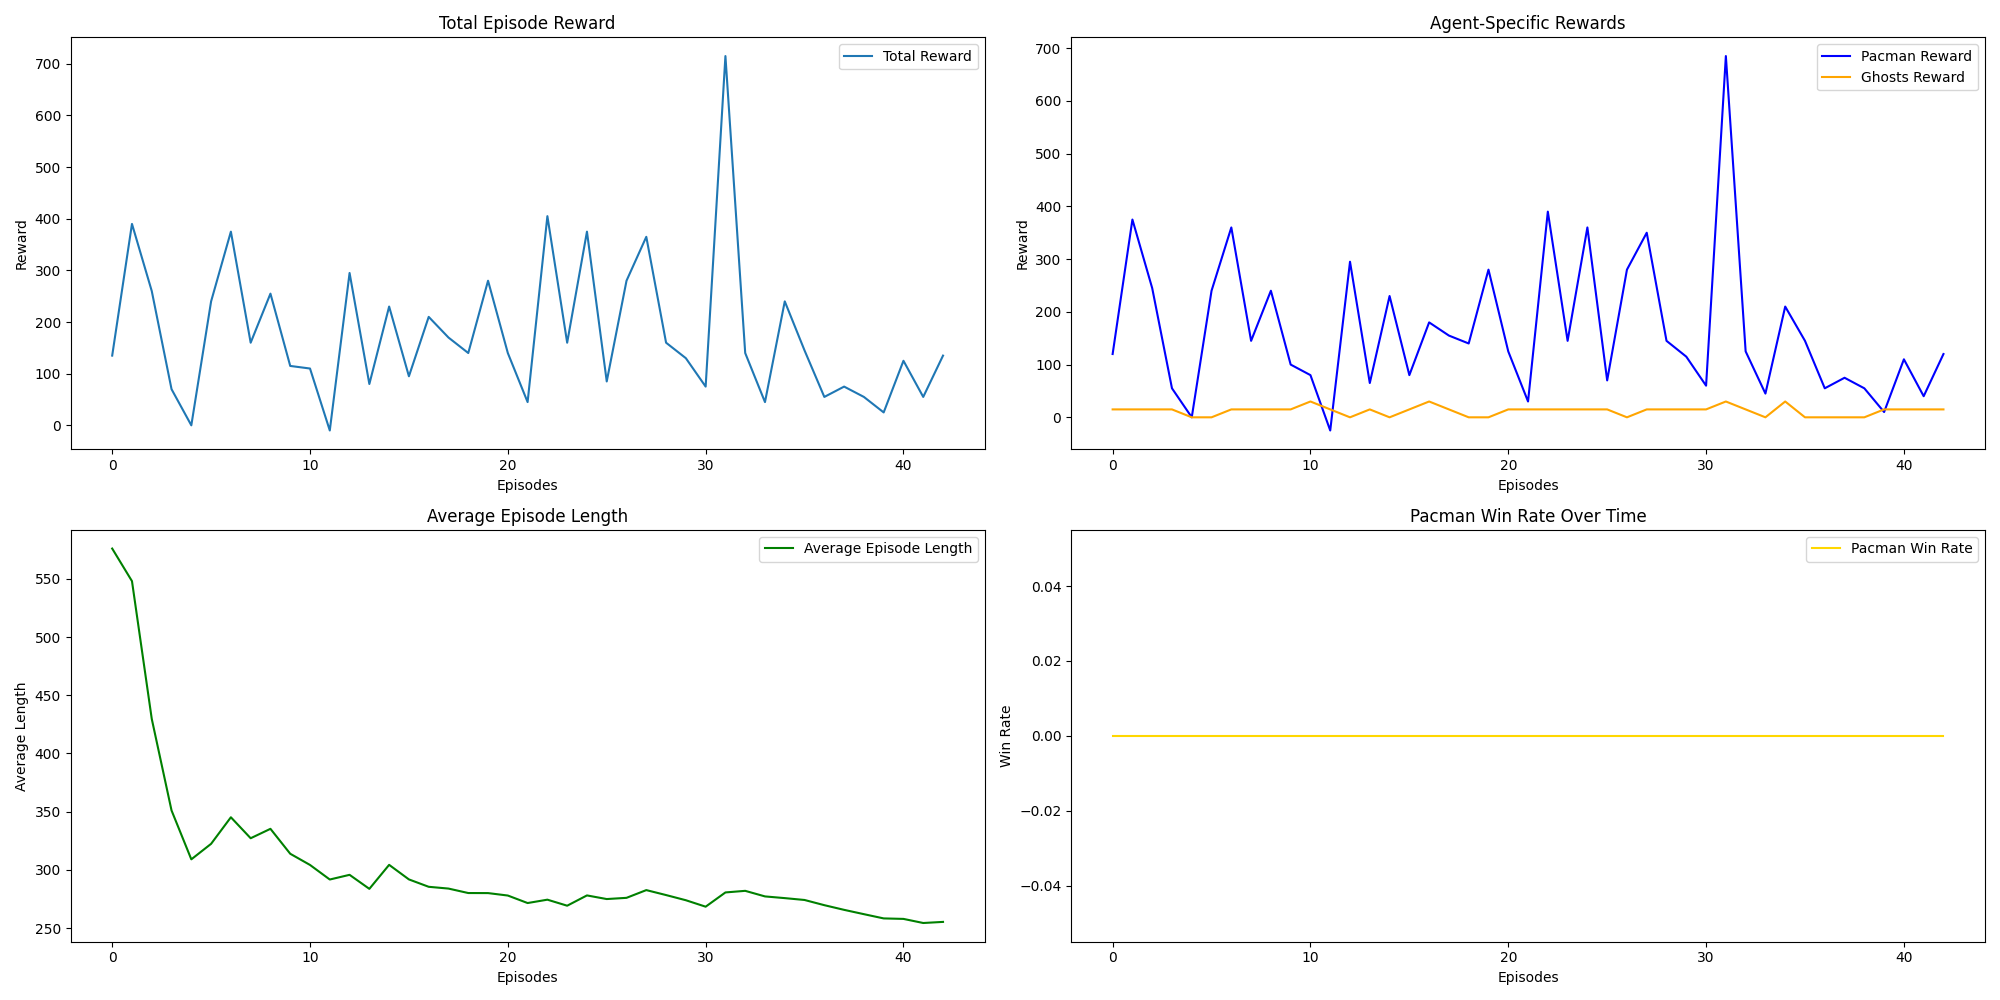 Total Episode Reward
Total Reward
700
600
500
400
300
200
100
0
Reward
0 10 20 30 40
Episodes
Agent-Specific Rewards
Pacman Reward
Ghosts Reward
700
600
500
400
300
200
100
0
Reward
0 10 20 30 40
Episodes
Average Episode Length
Average Episode Length
550
500
450
400
350
300
250
Average Length
0 10 20 30 40
Episodes
Pacman Win Rate Over Time
Pacman Win Rate
0.04
0.02
0.00
−0.02
−0.04
Win Rate
0 10 20 30 40
Episodes